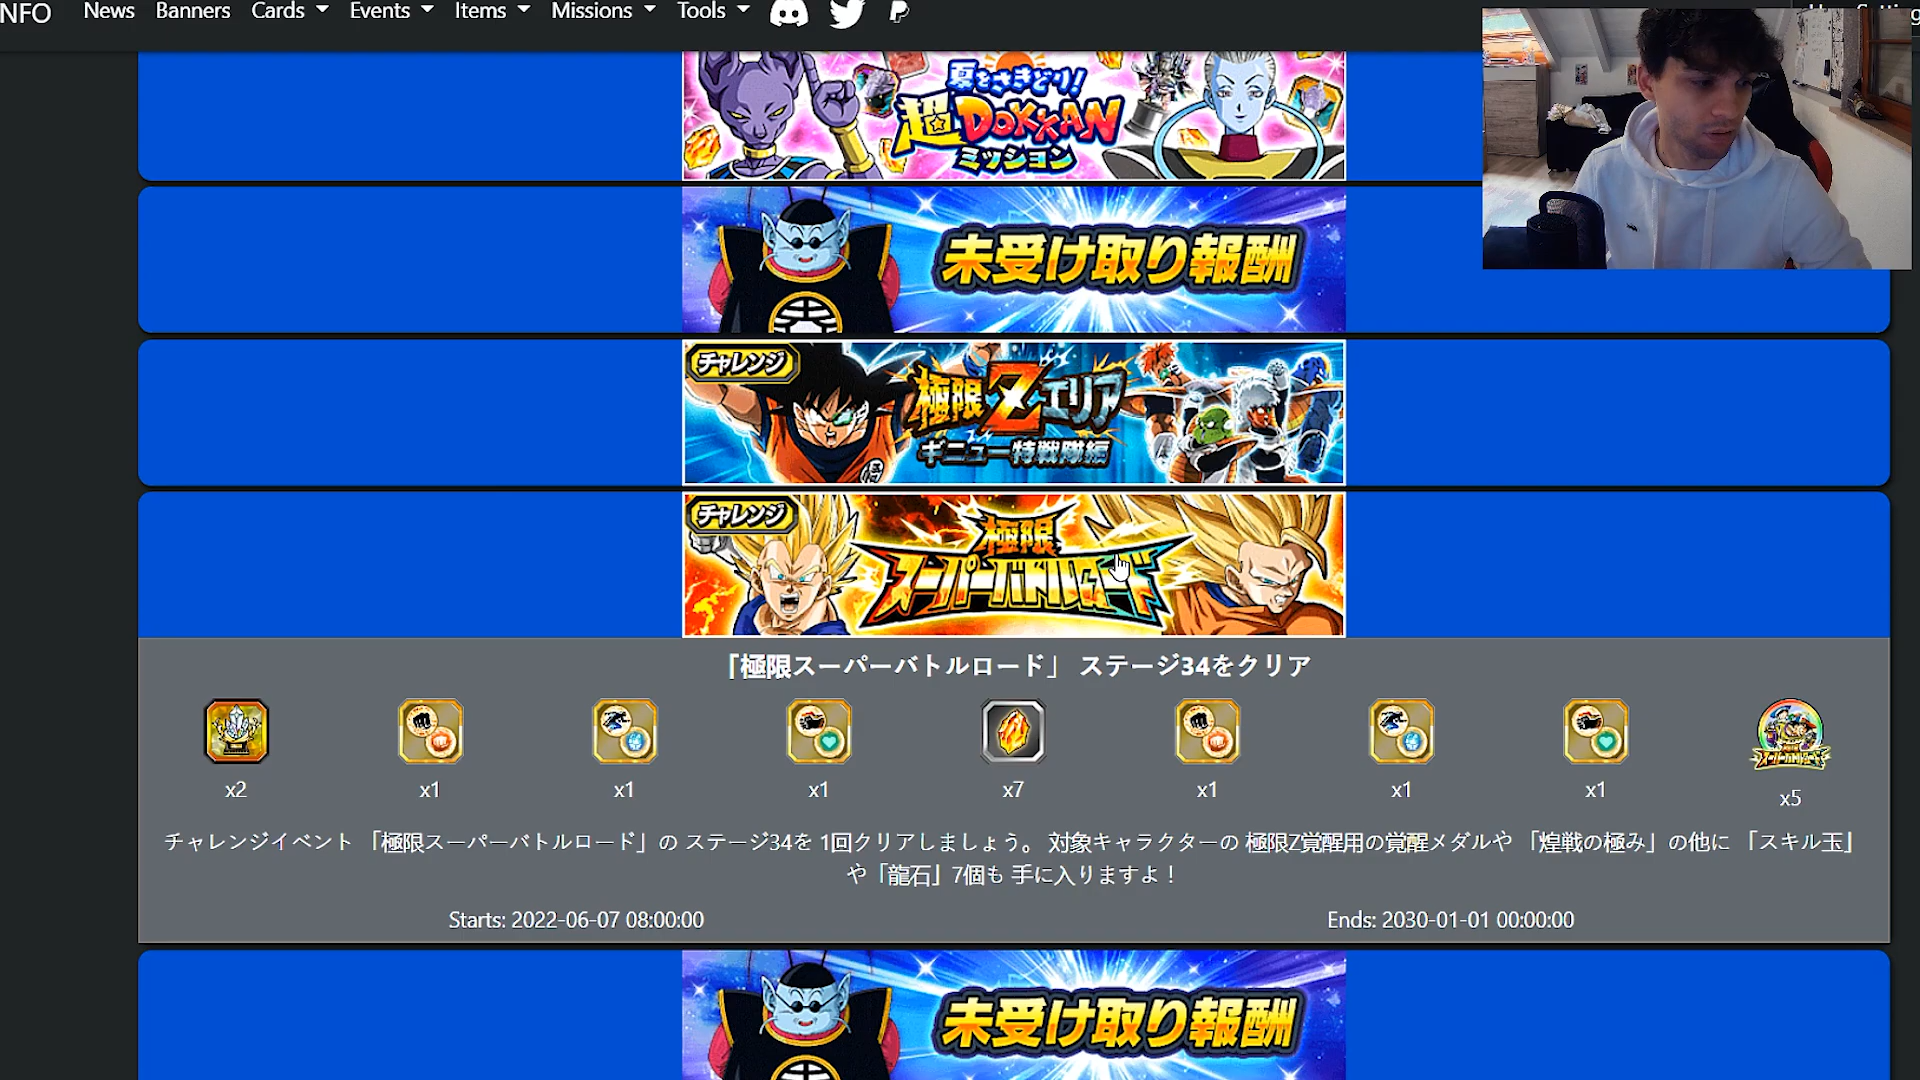 NFO News Banners Cards Events Items Missions Tools
夏をさきどり!
超DOKKAN
ミッション
未受け取り報酬
チャレンジ
極限Zエリア
ギニュー特戦隊編
チャレンジ
極限
スーパーバトルロード
「極限スーパーバトルロード」 ステージ34をクリア
x2 x1 x1 x1 x7 x1 x1 x1 x5
チャレンジイベント 「極限スーパーバトルロード」の ステージ34を 1回クリアしましょう。 対象キャラクターの 極限Z覚醒用の覚醒メダルや 「煌戦の極み」の他に 「スキル玉」
や「龍石」7個も 手に入りますよ！
Starts: 2022-06-07 08:00:00 Ends: 2030-01-01 00:00:00
未受け取り報酬